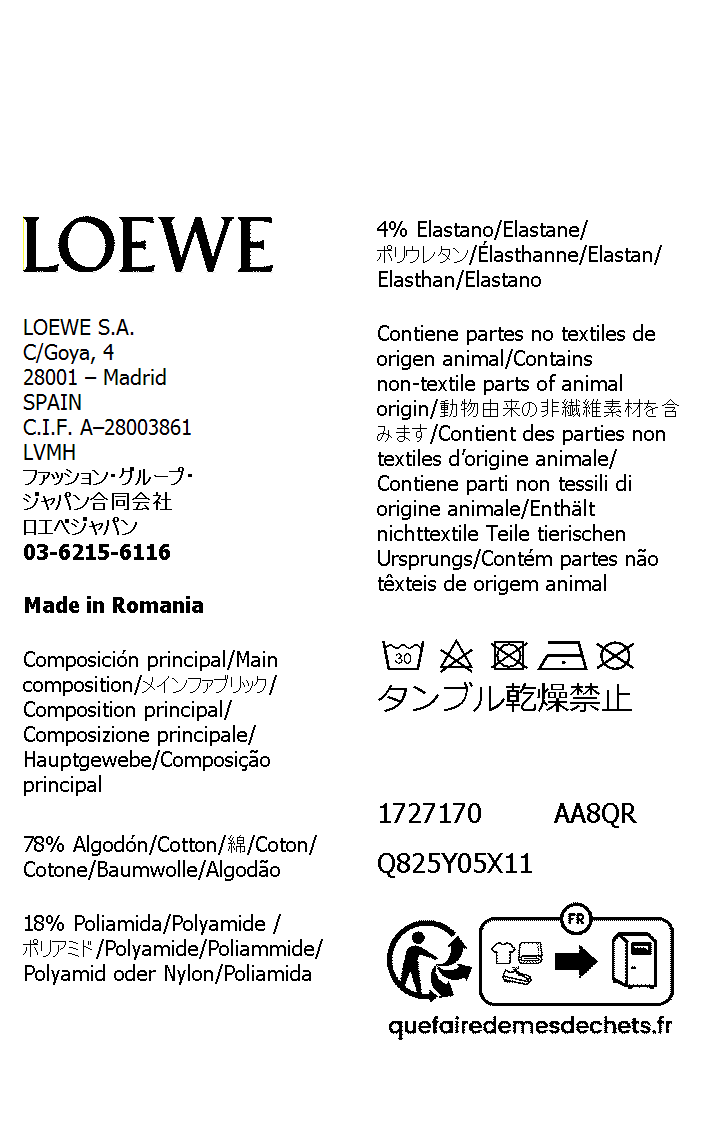 LOEWE
LOEWE S.A.
C/Goya, 4
28001 – Madrid
SPAIN
C.I.F. A–28003861
LVMH
ファッション・グループ・
ジャパン合同会社
ロエベジャパン
03-6215-6116
Made in Romania
Composición principal/Main
composition/メインファブリック/
Composition principal/
Composizione principale/
Hauptgewebe/Composição
principal
78% Algodón/Cotton/綿/Coton/
Cotone/Baumwolle/Algodão
18% Poliamida/Polyamide /
ポリアミド/Polyamide/Poliammide/
Polyamid oder Nylon/Poliamida
4% Elastano/Elastane/
ポリウレタン/Élasthanne/Elastan/
Elasthan/Elastano
Contiene partes no textiles de
origen animal/Contains
non-textile parts of animal
origin/動物由来の非繊維素材を含
みます/Contient des parties non
textiles d’origine animale/
Contiene parti non tessili di
origine animale/Enthält
nichttextile Teile tierischen
Ursprungs/Contém partes não
têxteis de origem animal
30
タンブル乾燥禁止
1727170 AA8QR
Q825Y05X11
FR
quefairedemesdechets.fr